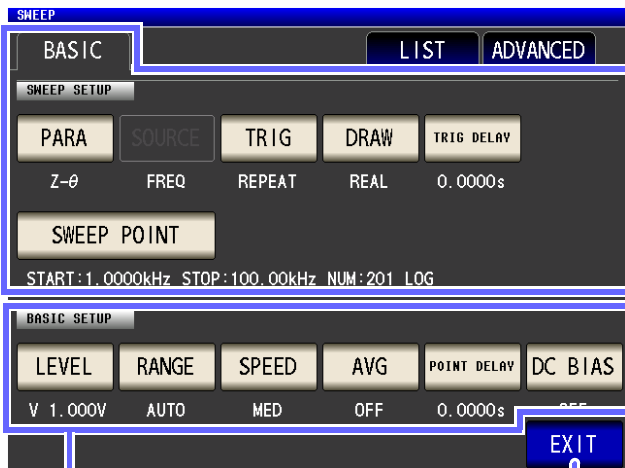 SWEEP
BASIC LIST ADVANCED
SWEEP SETUP
PARA SOURCE TRIG DRAW TRIG DELAY
Z-θ FREQ REPEAT REAL 0.0000s
SWEEP POINT
START:1.0000kHz STOP:100.00kHz NUM:201 LOG
BASIC SETUP
LEVEL RANGE SPEED AVG POINT DELAY DC BIAS
V 1.000V AUTO MED OFF 0.0000s
EXIT